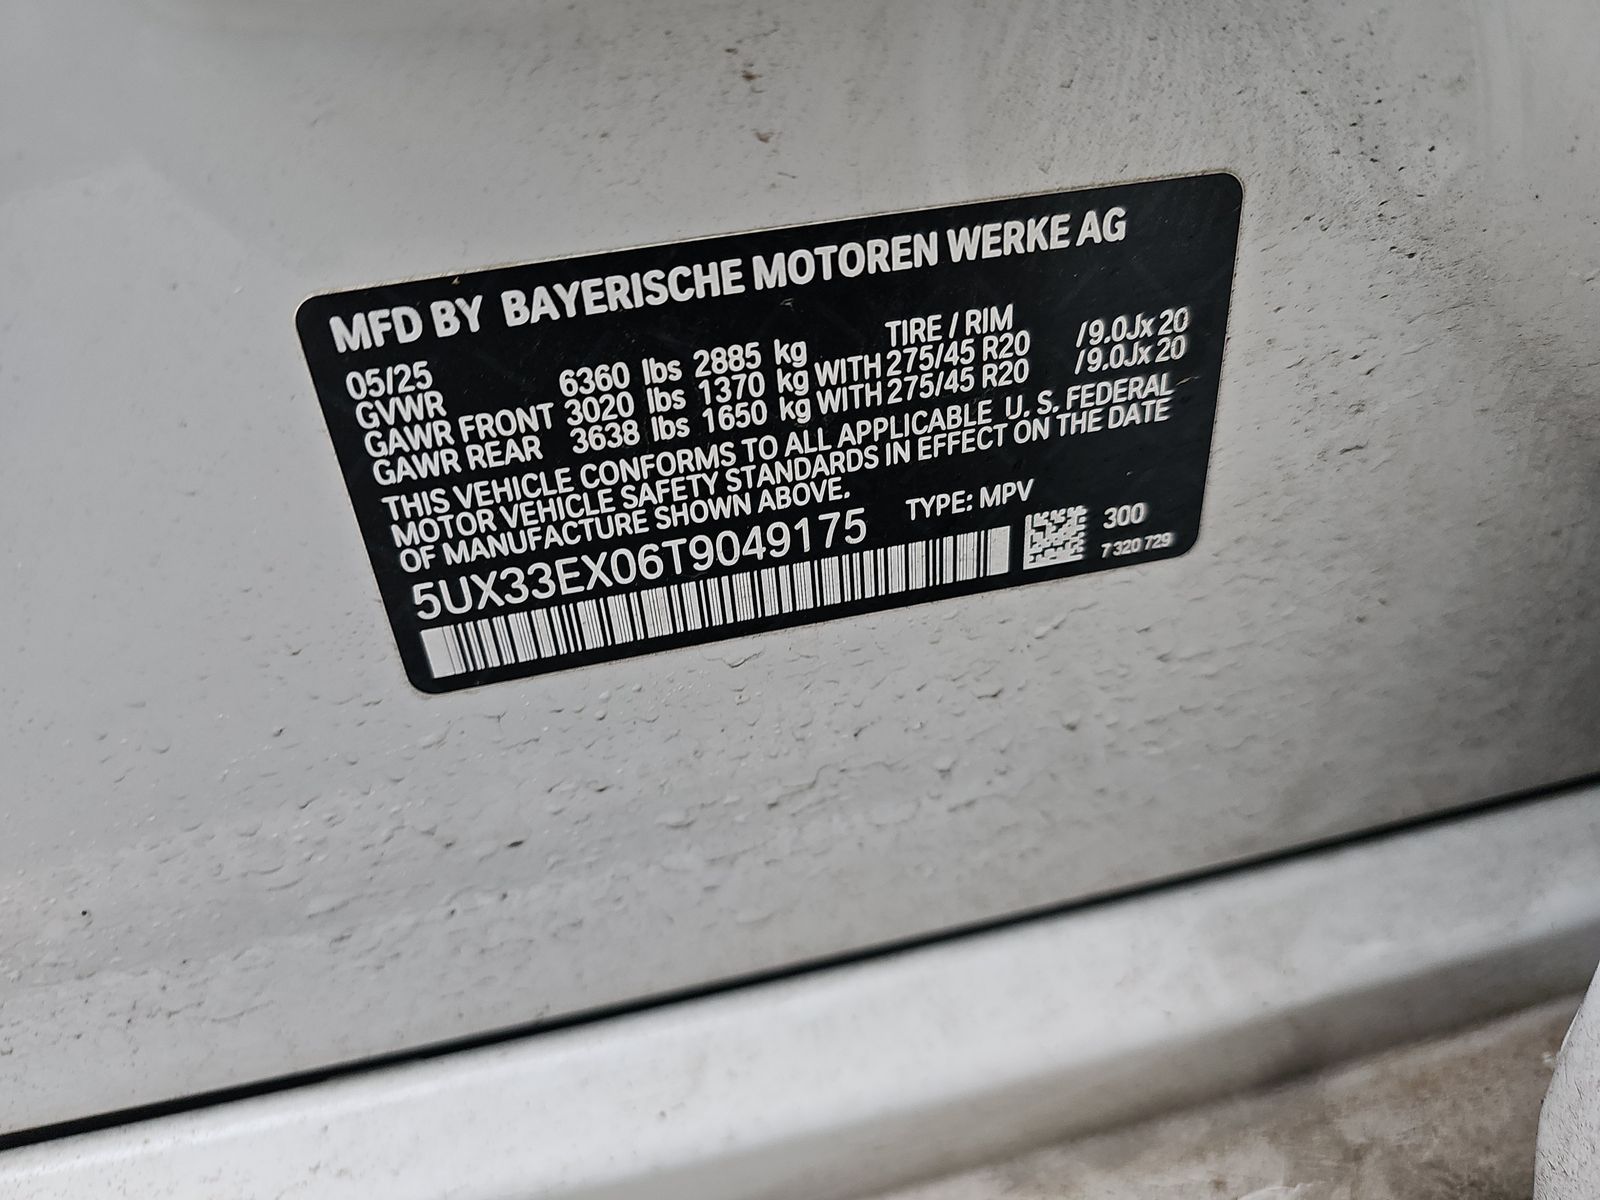 MFD BY BAYERISCHE MOTOREN WERKE AG
05/25 TIRE / RIM
GVWR 6360 lbs 2885 kg
GAWR FRONT 3020 lbs 1370 kg WITH 275/45 R20 /9.0Jx20
GAWR REAR 3638 lbs 1650 kg WITH 275/45 R20 /9.0Jx20
THIS VEHICLE CONFORMS TO ALL APPLICABLE U. S. FEDERAL
MOTOR VEHICLE SAFETY STANDARDS IN EFFECT ON THE DATE
OF MANUFACTURE SHOWN ABOVE.
5UX33EX06T9049175 TYPE: MPV
300
7 320 729